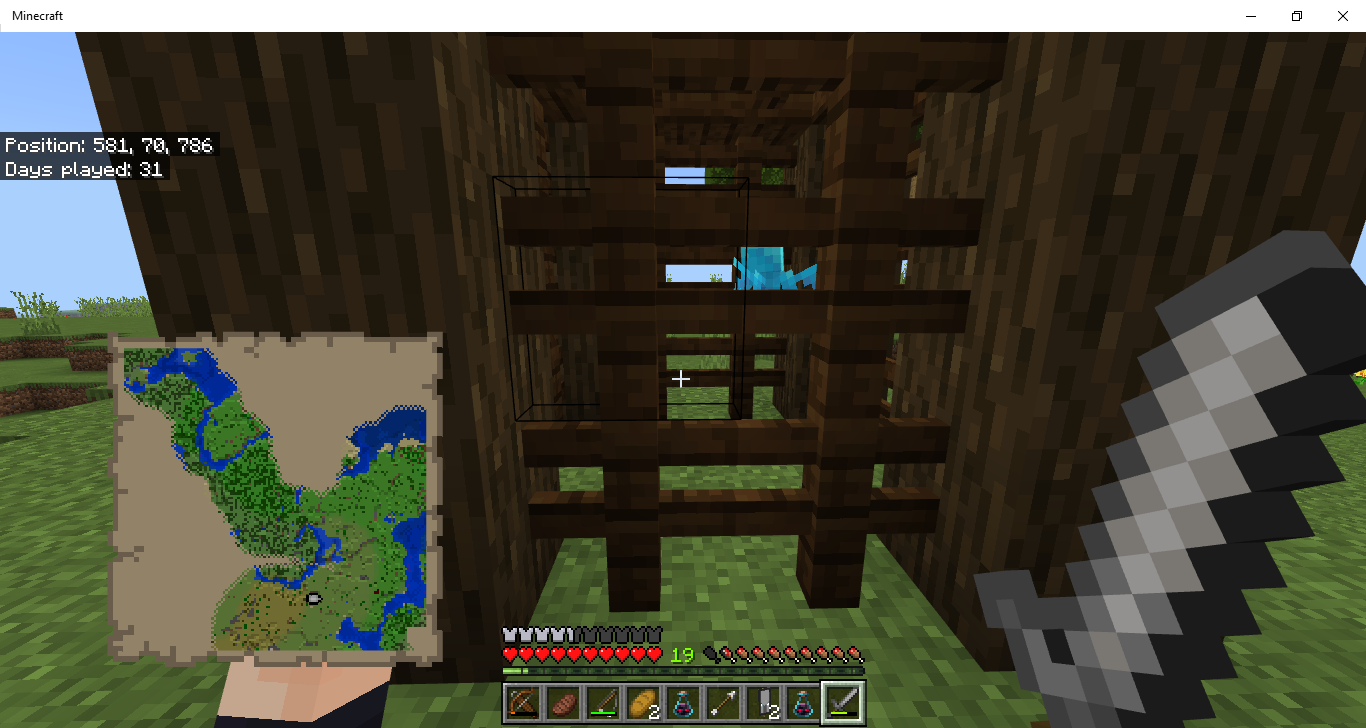 Minecraft
Position: 581, 70, 786
Days played: 31
19
2
2